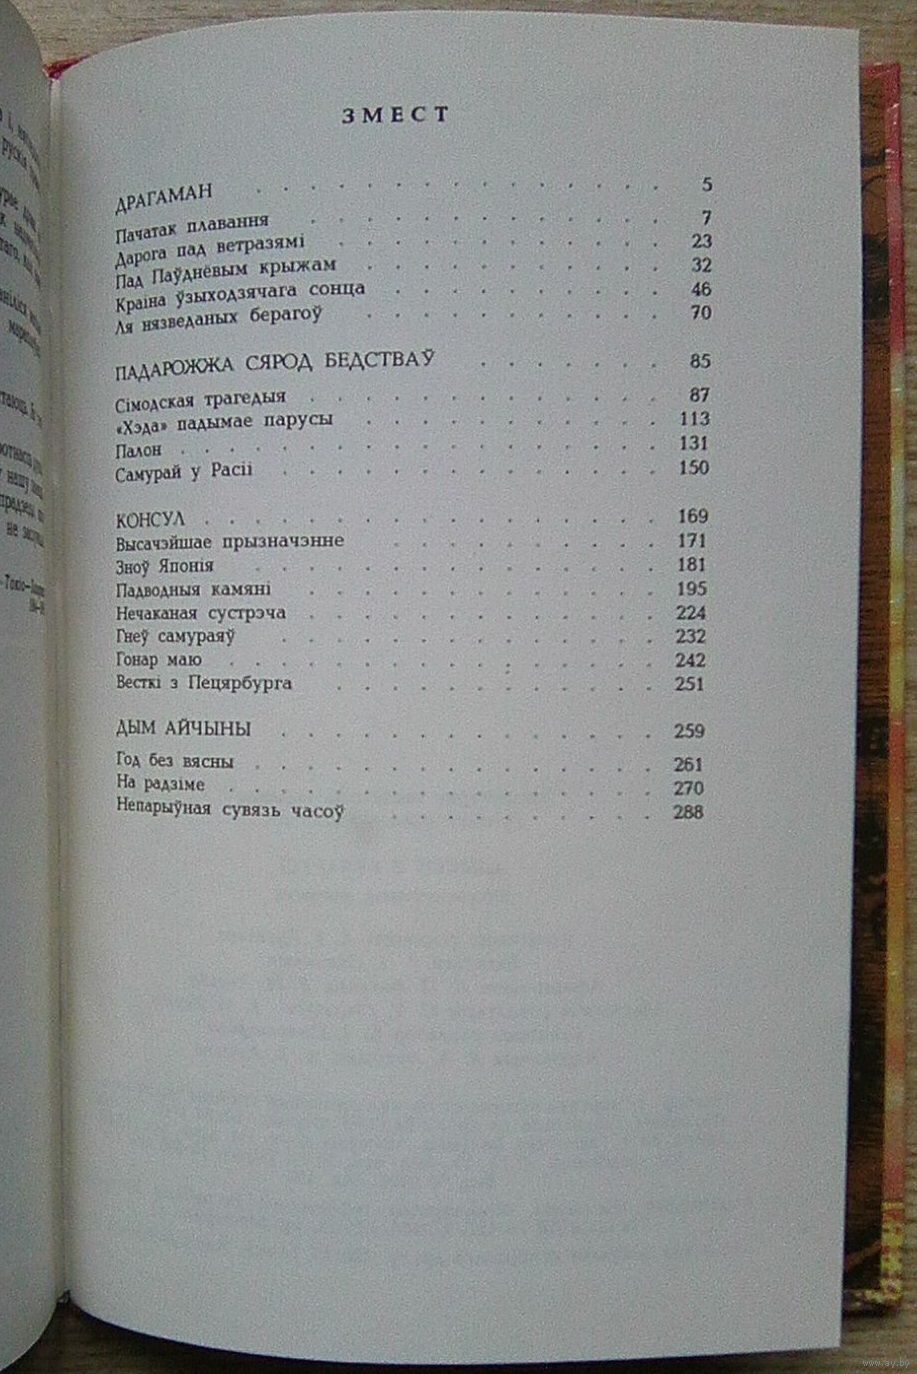 ЗМЕСТ
ДРАГАМАН . . . . . . . . . . . . . . . 5
Пачатак плавання . . . . . . . . . . . . . 7
Дарога пад ветразямі . . . . . . . . . . . . 23
Пад Паўднёвым крыжам . . . . . . . . . . . 32
Краіна ўзыходзячага сонца . . . . . . . . . . 46
Ля нязведаных берагоў . . . . . . . . . . . 70
ПАДАРОЖЖА СЯРОД БЕДСТВАЎ . . . . . . . 85
Сімодская трагедыя . . . . . . . . . . . . . 87
«Хэда» падымае парусы . . . . . . . . . . . 113
Палон . . . . . . . . . . . . . . . . . . 131
Самурай у Расіі . . . . . . . . . . . . . . 150
КОНСУЛ . . . . . . . . . . . . . . . . . 169
Высачэйшае прызначэнне . . . . . . . . . . 171
Зноў Японія . . . . . . . . . . . . . . . 181
Падводныя камяні . . . . . . . . . . . . . 195
Нечаканая сустрэча . . . . . . . . . . . . . 224
Гнеў самураяў . . . . . . . . . . . . . . 232
Гонар маю . . . . . . . . . . . . . . . . 242
Весткі з Пецярбурга . . . . . . . . . . . . 251
ДЫМ АЙЧЫНЫ . . . . . . . . . . . . . . 259
Год без вясны . . . . . . . . . . . . . . . 261
На радзіме . . . . . . . . . . . . . . . . 270
Непарыўная сувязь часоў . . . . . . . . . . 288
www.ay.by